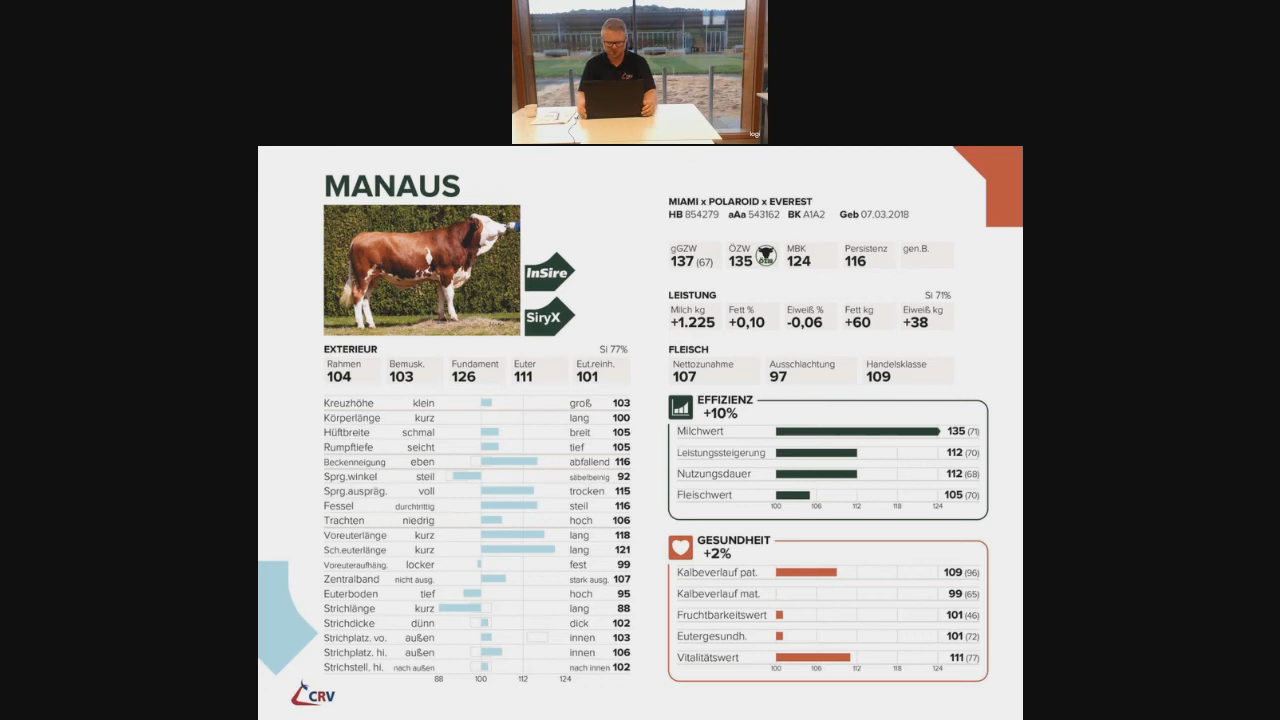 logi
MANAUS
InSire
SiryX
MIAMI x POLAROID x EVEREST
HB 854279 aAa 543162 BK A1A2 Geb 07.03.2018
gGZW ÖZW MBK Persistenz gen.B.
137 (67) 135 124 116
LEISTUNG Si 71%
Milch kg Fett % Eiweiß % Fett kg Eiweiß kg
+1.225 +0,10 -0,06 +60 +38
EXTERIEUR Si 77%
Rahmen Bemusk. Fundament Euter Eut.reinh.
104 103 126 111 101
FLEISCH
Nettozunahme Ausschlachtung Handelsklasse
107 97 109
Kreuzhöhe klein groß 103
Körperlänge kurz lang 100
Hüftbreite schmal breit 105
Rumpftiefe seicht tief 105
Beckenneigung eben abfallend 116
Sprg.winkel steil säbelbeinig 92
Sprg.auspräg. voll trocken 115
Fessel durchtrittig steil 116
Trachten niedrig hoch 106
Voreuterlänge kurz lang 118
Sch.euterlänge kurz lang 121
Voreuteraufhäng. locker fest 99
Zentralband nicht ausg. stark ausg. 107
Euterboden tief hoch 95
Strichlänge kurz lang 88
Strichdicke dünn dick 102
Strichplatz. vo. außen innen 103
Strichplatz. hi. außen innen 106
Strichstell. hi. nach außen nach innen 102
88 100 112 124
EFFIZIENZ
+10%
Milchwert 135 (71)
Leistungssteigerung 112 (70)
Nutzungsdauer 112 (68)
Fleischwert 105 (70)
100 106 112 118 124
GESUNDHEIT
+2%
Kalbeverlauf pat. 109 (96)
Kalbeverlauf mat. 99 (65)
Fruchtbarkeitswert 101 (46)
Eutergesundh. 101 (72)
Vitalitätswert 111 (77)
100 106 112 118 124
CRV